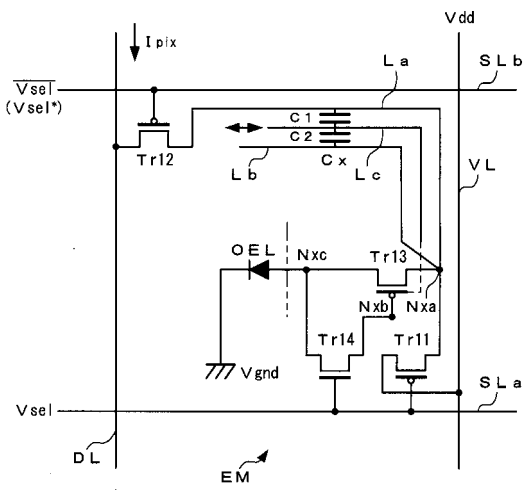 Vdd
Ipix
La
SLb
Vsel
(Vsel*)
C1
C2
Tr12
Cx
Lb
Lc
VL
OEL
Nxc
Tr13
Nxb
Nxa
Tr14
Tr11
Vgnd
SLa
Vsel
DL
EM